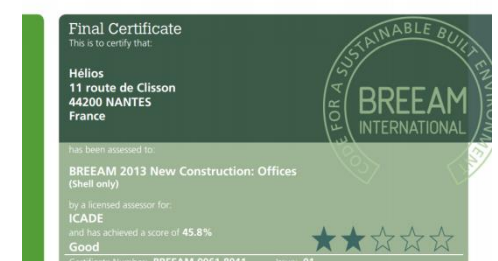 Final Certificate
This is to certify that:
Hélios
11 route de Clisson
44200 NANTES
France
CODE FOR A SUSTAINABLE BUILT ENVIRONMENT
BREEAM
INTERNATIONAL
has been assessed to:
BREEAM 2013 New Construction: Offices
(Shell only)
by a licensed assessor for:
ICADE
and has achieved a score of 45.8%
Good